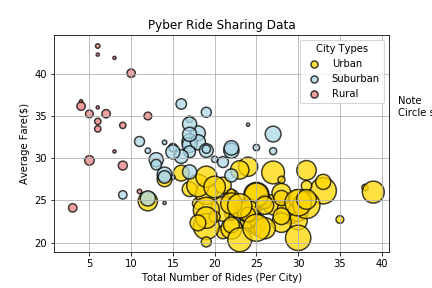 Pyber Ride Sharing Data
City Types
Urban
Suburban
Rural
Note
Circle
Average Fare($)
40
35
30
25
20
5 10 15 20 25 30 35 40
Total Number of Rides (Per City)